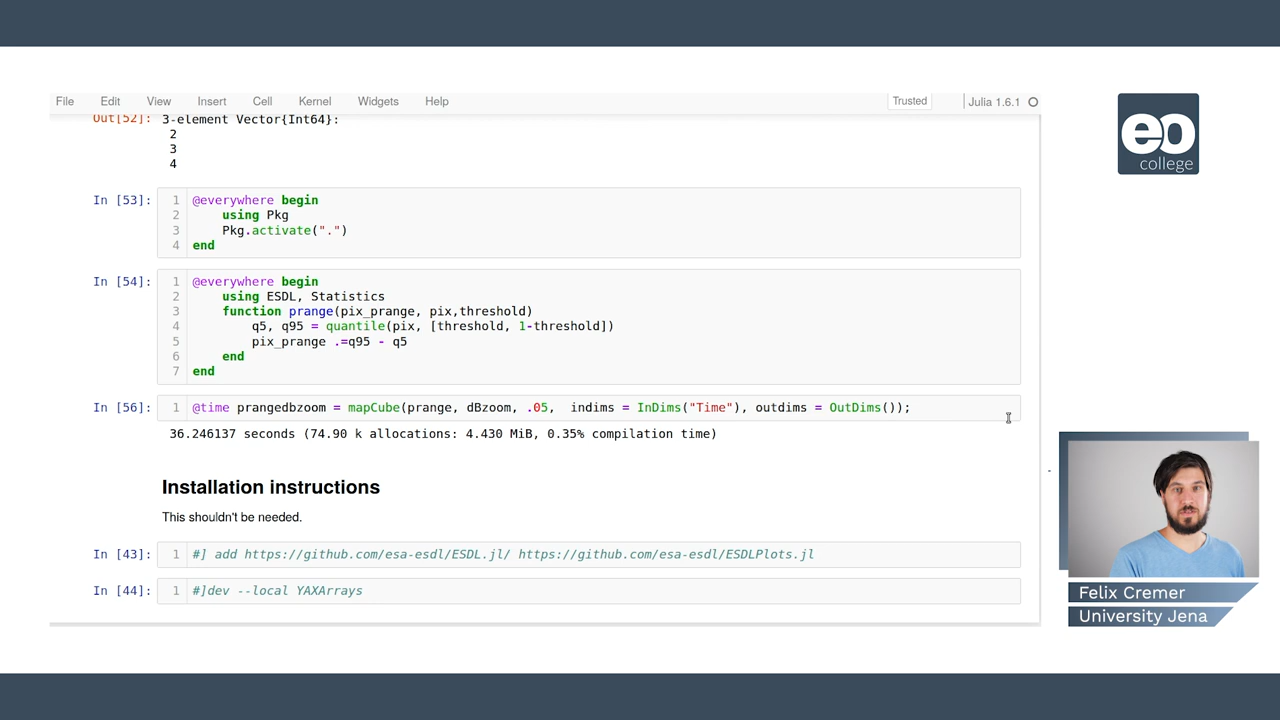 File Edit View Insert Cell Kernel Widgets Help Trusted Julia 1.6.1
Out[52]: 3-element Vector{Int64}:
2
3
4
In [53]: 1 @everywhere begin
2 using Pkg
3 Pkg.activate(".")
4 end
In [54]: 1 @everywhere begin
2 using ESDL, Statistics
3 function prange(pix_prange, pix,threshold)
4 q5, q95 = quantile(pix, [threshold, 1-threshold])
5 pix_prange .=q95 - q5
6 end
7 end
In [56]: 1 @time prangedbzoom = mapCube(prange, dBzoom, .05, indims = InDims("Time"), outdims = OutDims());
36.246137 seconds (74.90 k allocations: 4.430 MiB, 0.35% compilation time)
Installation instructions
This shouldn't be needed.
In [43]: 1 #] add https://github.com/esa-esdl/ESDL.jl/ https://github.com/esa-esdl/ESDLPlots.jl
In [44]: 1 #]dev --local YAXArrays
eo
college
Felix Cremer
University Jena